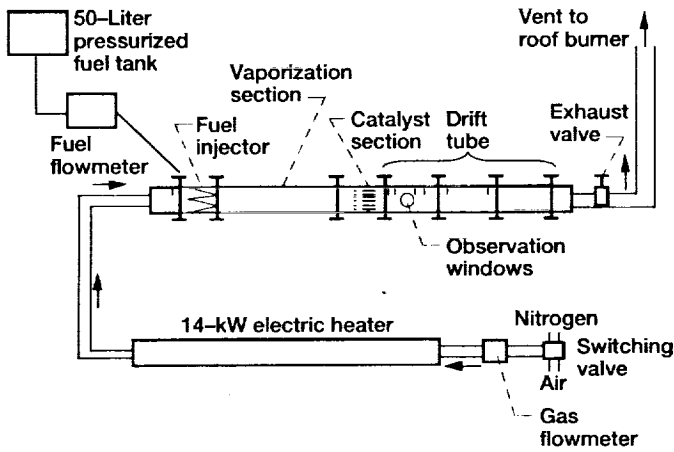 50–Liter
pressurized
fuel tank
Vent to
roof burner
Vaporization
section
Fuel
injector
Catalyst
section
Drift
tube
Exhaust
valve
Fuel
flowmeter
Observation
windows
14–kW electric heater
Nitrogen
Switching
valve
Air
Gas
flowmeter